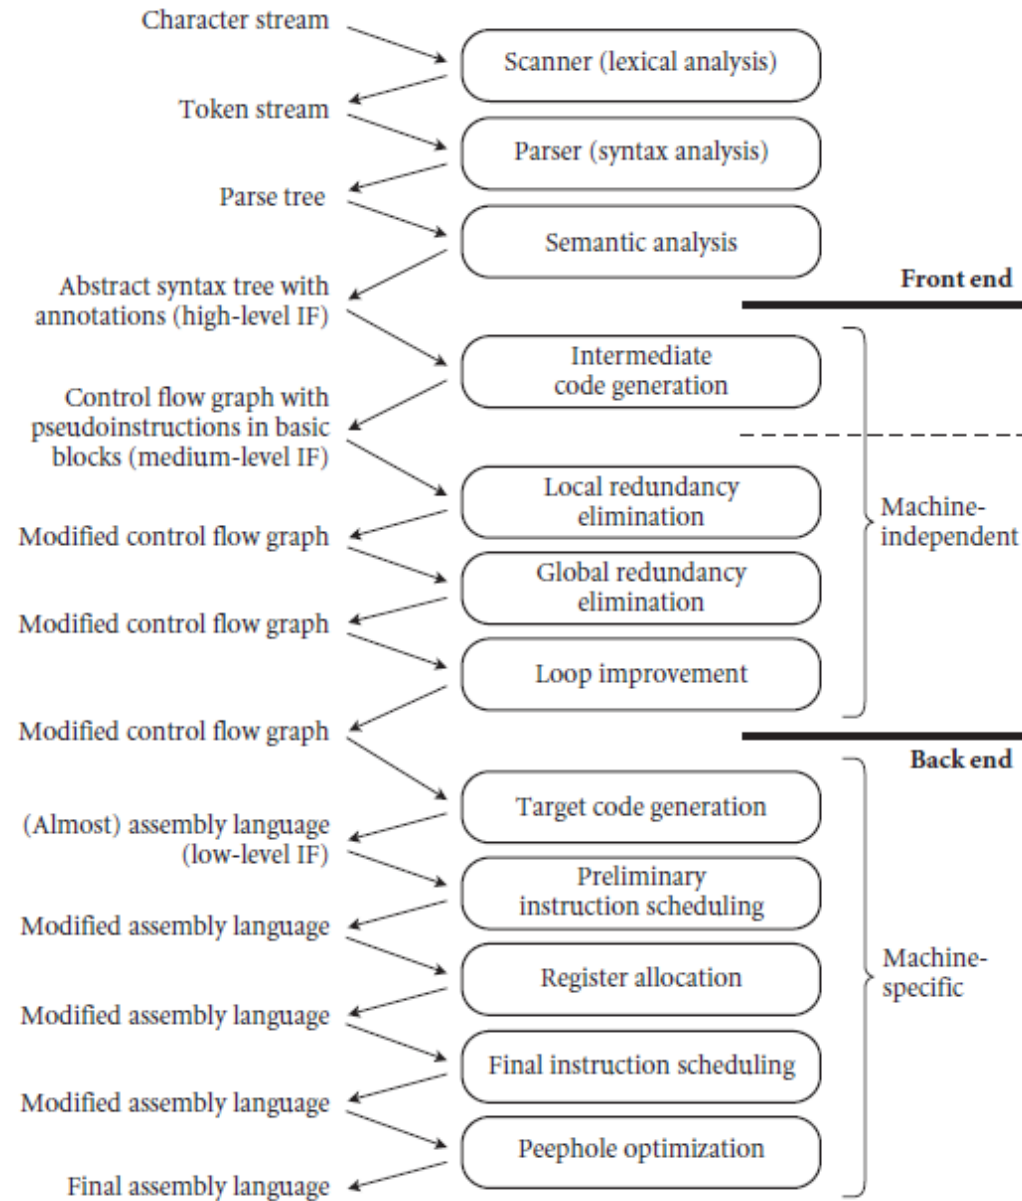 Character stream
Scanner (lexical analysis)
Token stream
Parser (syntax analysis)
Parse tree
Semantic analysis
Abstract syntax tree with
annotations (high-level IF)
Front end
Intermediate
code generation
Control flow graph with
pseudoinstructions in basic
blocks (medium-level IF)
Local redundancy
elimination
Machine-
independent
Modified control flow graph
Global redundancy
elimination
Modified control flow graph
Loop improvement
Modified control flow graph
Back end
Target code generation
(Almost) assembly language
(low-level IF)
Preliminary
instruction scheduling
Modified assembly language
Register allocation
Machine-
specific
Modified assembly language
Final instruction scheduling
Modified assembly language
Peephole optimization
Final assembly language